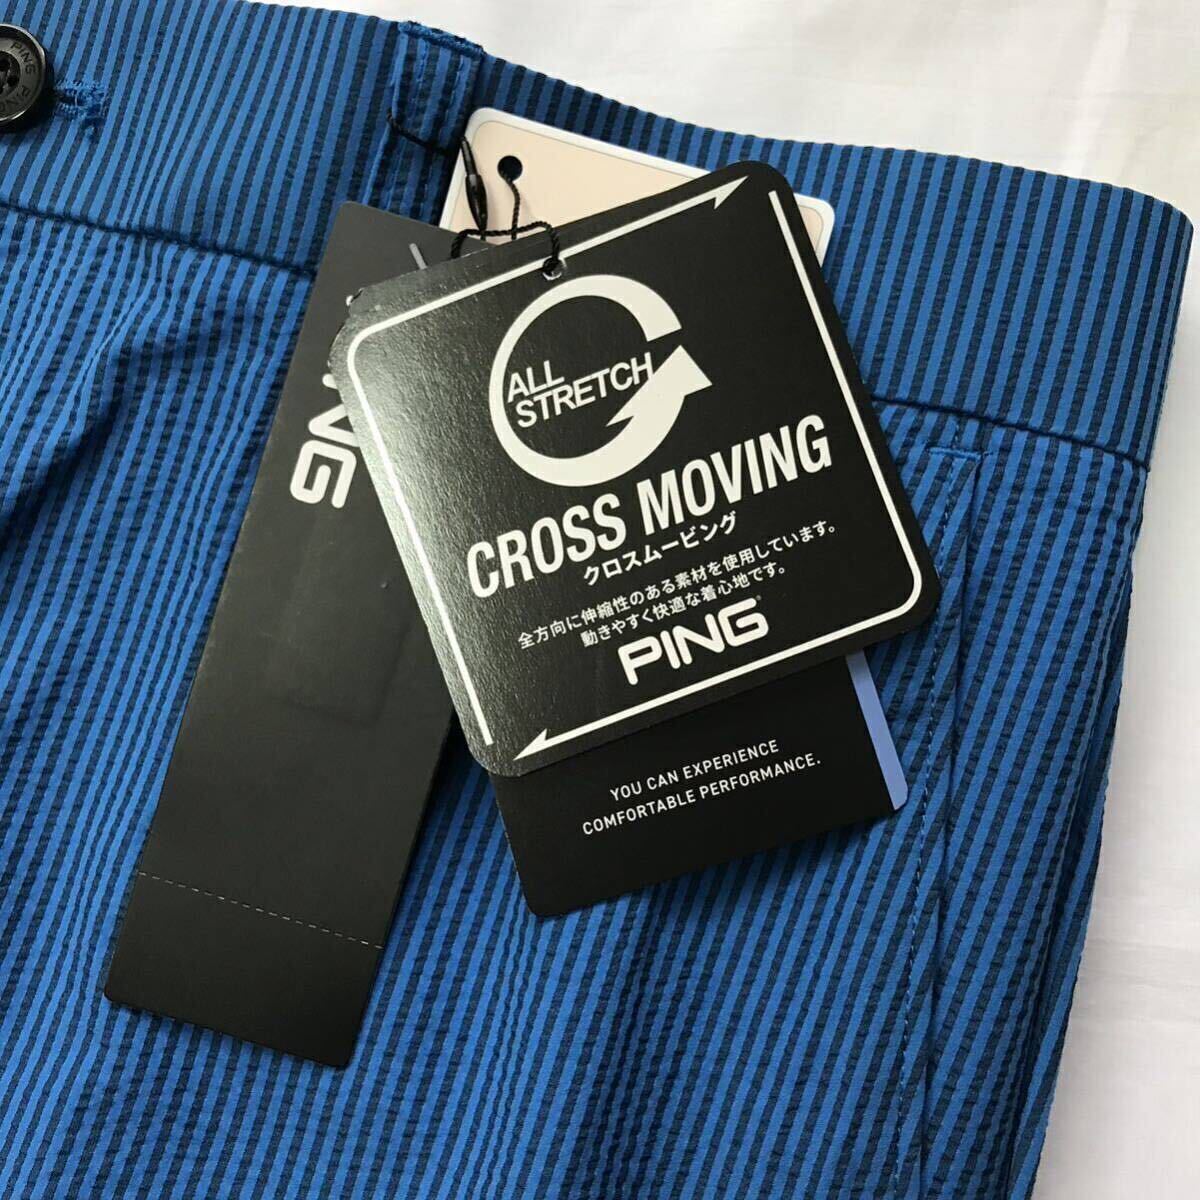 PING PING
PING
ALL
STRETCH
CROSS MOVING
クロスムービング
全方向に伸縮性のある素材を使用しています。
動きやすく快適な着心地です。
PING
YOU CAN EXPERIENCE
COMFORTABLE PERFORMANCE.